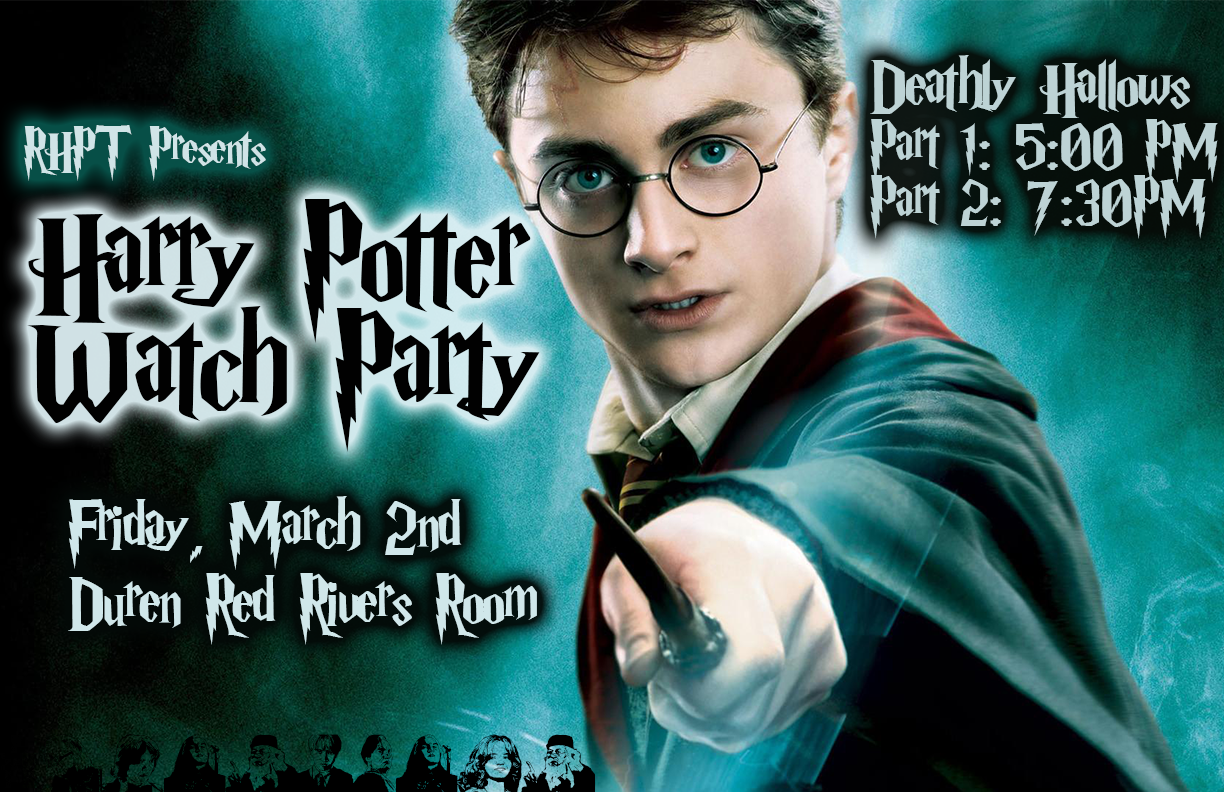 RHPT Presents
Harry Potter
Watch Party
Friday, March 2nd
Duren Red Rivers Room
Deathly Hallows
Part 1: 5:00 PM
Part 2: 7:30PM